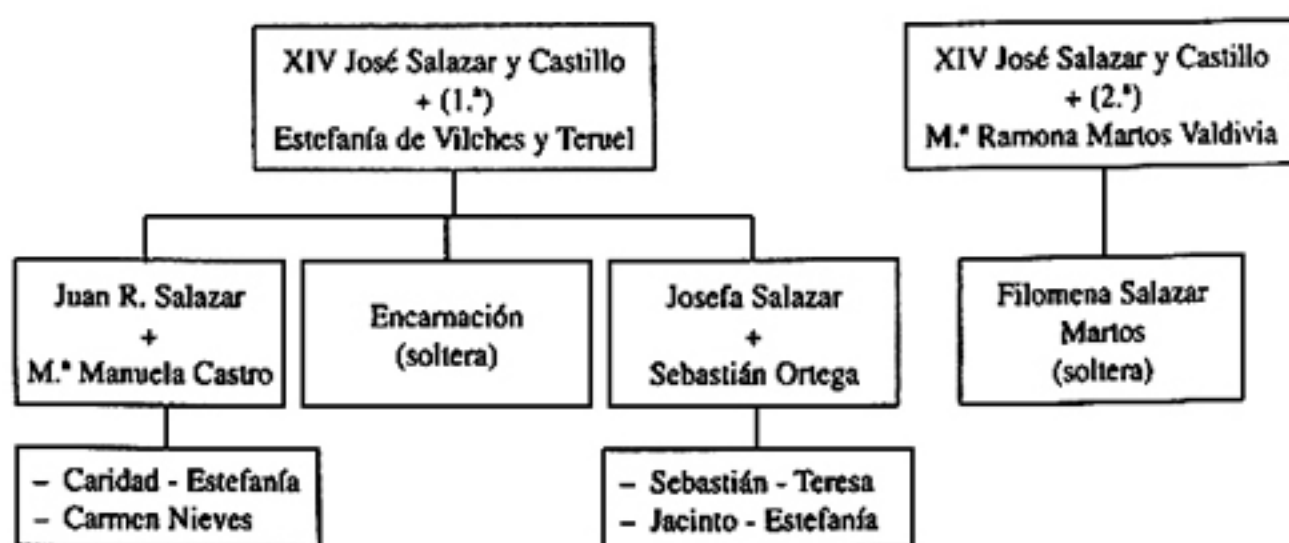 XIV José Salazar y Castillo
+ (1.ª)
Estefanía de Vilches y Teruel
XIV José Salazar y Castillo
+ (2.ª)
M.ª Ramona Martos Valdivia
Juan R. Salazar
+
M.ª Manuela Castro
Encarnación
(soltera)
Josefa Salazar
+
Sebastián Ortega
Filomena Salazar
Martos
(soltera)
– Caridad - Estefanía
– Carmen Nieves
– Sebastián - Teresa
– Jacinto - Estefanía